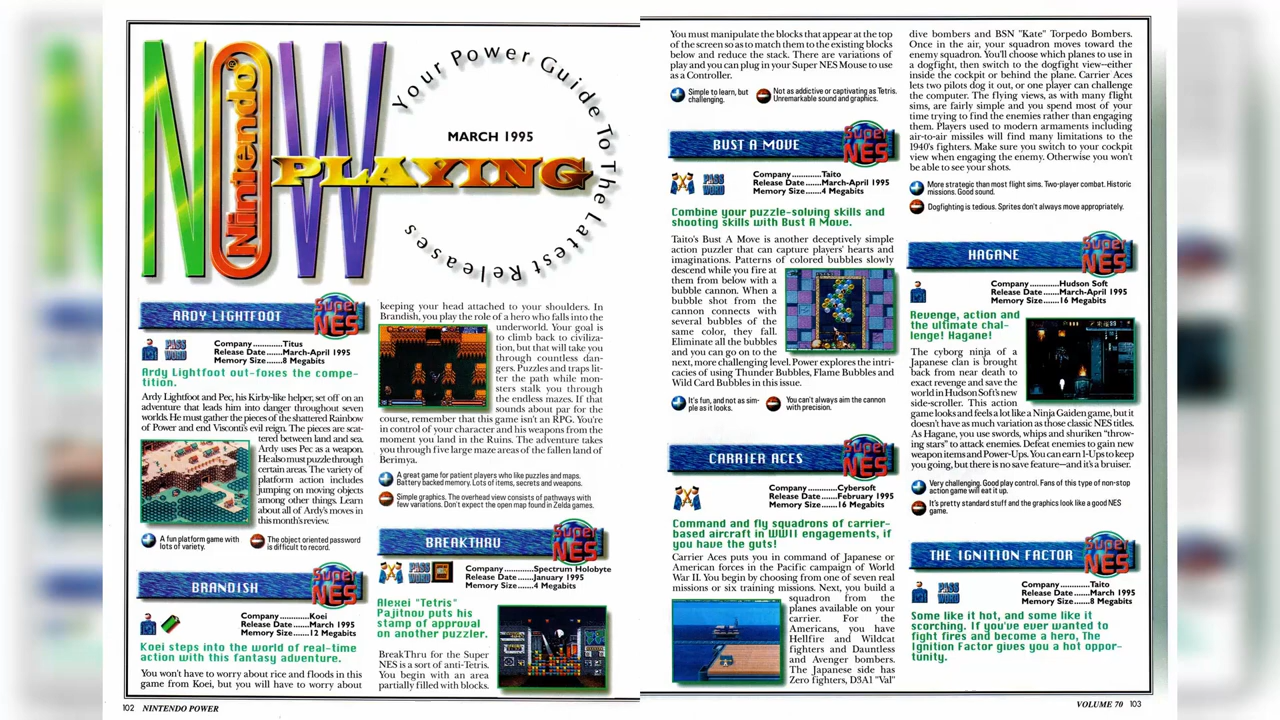 NOW
Nintendo®
PLAYING
Your Power Guide To The Latest Releases
MARCH 1995
ARDY LIGHTFOOT
Super
NES
PASS
WORD
Company ............Titus
Release Date .....March-April 1995
Memory Size.......8 Megabits
Ardy Lightfoot out-foxes the compe-
tition.
Ardy Lightfoot and Pec, his Kirby-like helper, set off on an
adventure that leads him into danger throughout seven
worlds. He must gather the pieces of the shattered Rainbow
of Power and end Visconti's evil reign. The pieces are scat-
tered between land and sea.
Ardy uses Pec as a weapon.
He also must puzzle through
certain areas. The variety of
platform action includes
jumping on moving objects
among other things. Learn
about all of Ardy's moves in
this month's review.
A fun platform game with
lots of variety.
The object oriented password
is difficult to record.
BRANDISH
Super
NES
Company ............Koei
Release Date .....March 1995
Memory Size.......12 Megabits
Koei steps into the world of real-time
action with this fantasy adventure.
You won't have to worry about rice and floods in this
game from Koei, but you will have to worry about
keeping your head attached to your shoulders. In
Brandish, you play the role of a hero who falls into the
underworld. Your goal is
to climb back to civiliza-
tion, but that will take you
through countless dan-
gers. Puzzles and traps lit-
ter the path while mon-
sters stalk you through
the endless mazes. If that
sounds about par for the
course, remember that this game isn't an RPG. You're
in control of your character and his weapons from the
moment you land in the Ruins. The adventure takes
you through five large maze areas of the fallen land of
Berimya.
A great game for patient players who like puzzles and maps.
Battery backed memory. Lots of items, secrets and weapons.
Simple graphics. The overhead view consists of pathways with
few variations. Don't expect the open map found in Zelda games.
BREAKTHRU
Super
NES
PASS
WORD
Company ............Spectrum Holobyte
Release Date .....January 1995
Memory Size.......4 Megabits
Alexei "Tetris"
Pajitnov puts his
stamp of approval
on another puzzler.
BreakThru for the Super
NES is a sort of anti-Tetris.
You begin with an area
partially filled with blocks.
102 NINTENDO POWER
You must manipulate the blocks that appear at the top
of the screen so as to match them to the existing blocks
below and reduce the stack. There are variations of
play and you can plug in your Super NES Mouse to use
as a Controller.
Simple to learn, but
challenging.
Not as addictive or captivating as Tetris.
Unremarkable sound and graphics.
BUST A MOVE
Super
NES
PASS
WORD
Company ............Taito
Release Date .....March-April 1995
Memory Size.......4 Megabits
Combine your puzzle-solving skills and
shooting skills with Bust A Move.
Taito's Bust A Move is another deceptively simple
action puzzler that can capture players' hearts and
imaginations. Patterns of colored bubbles slowly
descend while you fire at
them from below with a
bubble cannon. When a
bubble shot from the
cannon connects with
several bubbles of the
same color, they fall.
Eliminate all the bubbles
and you can go on to the
next, more challenging level. Power explores the intri-
cacies of using Thunder Bubbles, Flame Bubbles and
Wild Card Bubbles in this issue.
It's fun, and not as sim-
ple as it looks.
You can't always aim the cannon
with precision.
CARRIER ACES
Super
NES
Company ............Cybersoft
Release Date .....February 1995
Memory Size.......16 Megabits
Command and fly squadrons of carrier-
based aircraft in WWII engagements, if
you have the guts!
Carrier Aces puts you in command of Japanese or
American forces in the Pacific campaign of World
War II. You begin by choosing from one of seven real
missions or six training missions. Next, you build a
squadron from the
planes available on your
carrier. For the
Americans, you have
Hellfire and Wildcat
fighters and Dauntless
and Avenger bombers.
The Japanese side has
Zero fighters, D3A1 "Val"
dive bombers and BSN "Kate" Torpedo Bombers.
Once in the air, your squadron moves toward the
enemy squadron. You'll choose which planes to use in
a dogfight, then switch to the dogfight view—either
inside the cockpit or behind the plane. Carrier Aces
lets two pilots dog it out, or one player can challenge
the computer. The flying views, as with many flight
sims, are fairly simple and you spend most of your
time trying to find the enemies rather than engaging
them. Players used to modern armaments including
air-to-air missiles will find many limitations to the
1940's fighters. Make sure you switch to your cockpit
view when engaging the enemy. Otherwise you won't
be able to see your shots.
More strategic than most flight sims. Two-player combat. Historic
missions. Good sound.
Dogfighting is tedious. Sprites don't always move appropriately.
HAGANE
Super
NES
Company ............Hudson Soft
Release Date .....March-April 1995
Memory Size.......16 Megabits
Revenge, action and
the ultimate chal-
lenge! Hagane!
The cyborg ninja of a
Japanese clan is brought
back from near death to
exact revenge and save the
world in Hudson Soft's new
side-scroller. This action
game looks and feels a lot like a Ninja Gaiden game, but it
doesn't have as much variation as those classic NES titles.
As Hagane, you use swords, whips and shuriken "throw-
ing stars" to attack enemies. Defeat enemies to gain new
weapon items and Power-Ups. You can earn 1-Ups to keep
you going, but there is no save feature—and it's a bruiser.
Very challenging. Good play control. Fans of this type of non-stop
action game will eat it up.
It's pretty standard stuff and the graphics look like a good NES
game.
THE IGNITION FACTOR
Super
NES
PASS
WORD
Company ............Taito
Release Date .....March 1995
Memory Size.......8 Megabits
Some like it hot, and some like it
scorching. If you've ever wanted to
fight fires and become a hero, The
Ignition Factor gives you a hot oppor-
tunity.
VOLUME 70 103